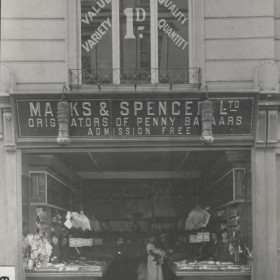 VALUE QUALITY
VARIETY 1D. QUANTITY
MARKS & SPENCER LTD
ORIGINATORS OF PENNY BAZAARS
ADMISSION FREE